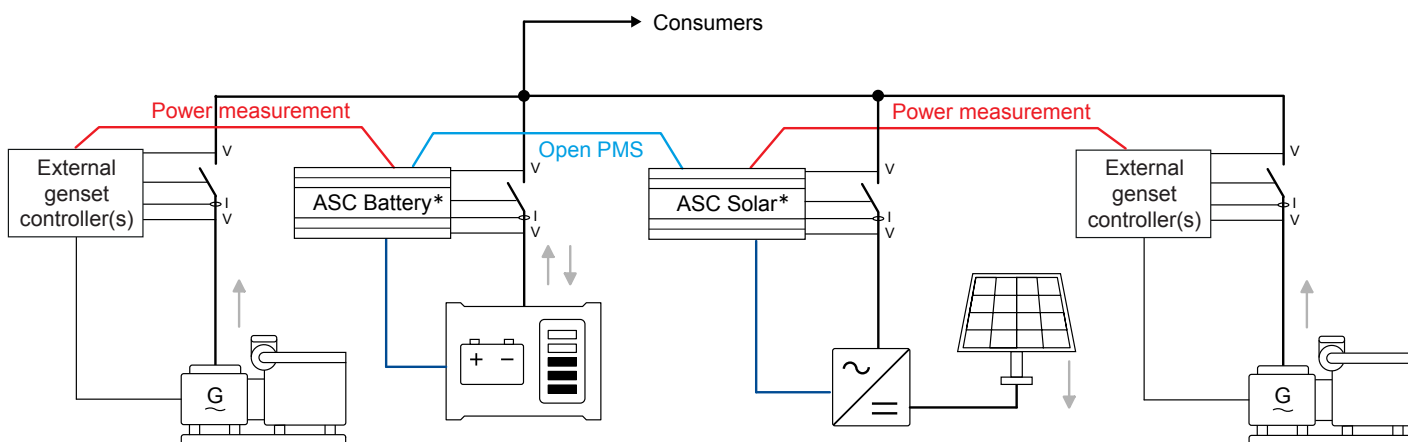 Consumers
Power measurement
Power measurement
Open PMS
External
genset
controller(s)
V
I
V
ASC Battery*
V
I
V
ASC Solar*
V
I
V
External
genset
controller(s)
V
I
V
G
+ −
G